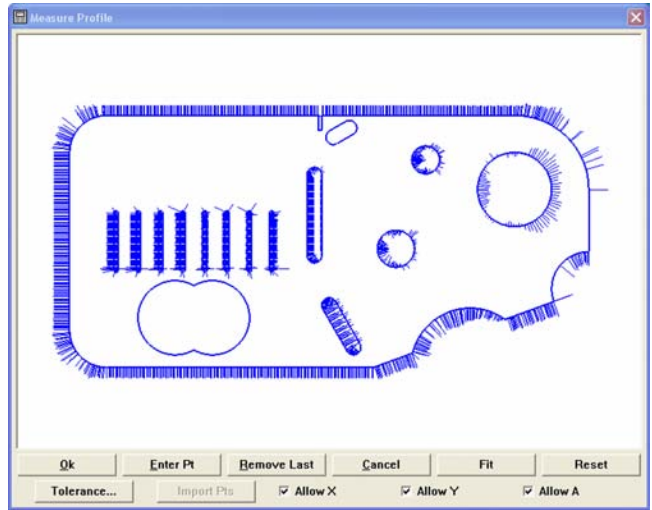 Measure Profile
Ok Enter Pt Remove Last Cancel Fit Reset
Tolerance... Import Pts Allow X Allow Y Allow A